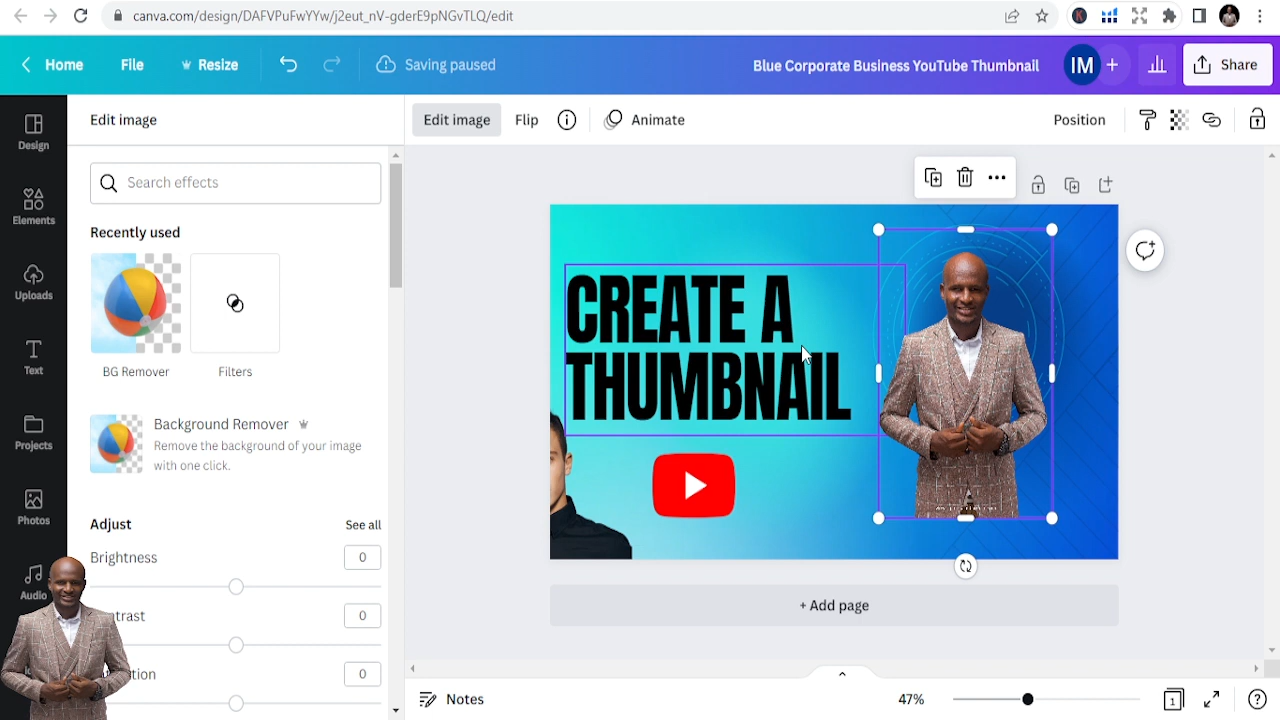 canva.com/design/DAFVPuFwYYw/j2eut_nV-gderE9pNGvTLQ/edit
Home
File
Resize
Saving paused
Blue Corporate Business YouTube Thumbnail
IM
Share
Design
Elements
Uploads
Text
Projects
Photos
Audio
Edit image
Search effects
Recently used
BG Remover
Filters
Background Remover
Remove the background of your image
with one click.
Adjust
See all
Brightness
0
trast
0
tion
0
Edit image
Flip
Animate
Position
CREATE A
THUMBNAIL
+ Add page
Notes
47%
1